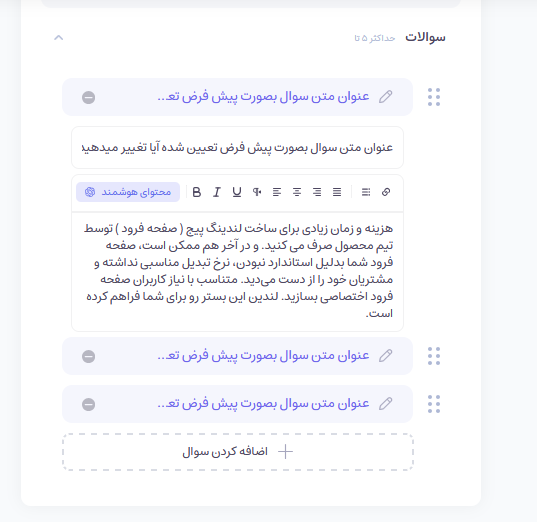 سوالات حداکثر ۵ تا
عنوان متن سوال بصورت پیش فرض تعـ...
عنوان متن سوال بصورت پیش فرض تعیین شده آیا تغییر میدهید
محتوای هوشمند B I U
هزینه و زمان زیادی برای ساخت لندینگ پیج ( صفحه فرود ) توسط
تیم محصول صرف می کنید. و در آخر هم ممکن است، صفحه
فرود شما بدلیل استاندارد نبودن، نرخ تبدیل مناسبی نداشته و
مشتریان خود را از دست می‌دید. متناسب با نیاز کاربران صفحه
فرود اختصاصی بسازید. لندین این بستر رو برای شما فراهم کرده
است.
عنوان متن سوال بصورت پیش فرض تعـ...
عنوان متن سوال بصورت پیش فرض تعـ...
اضافه کردن سوال